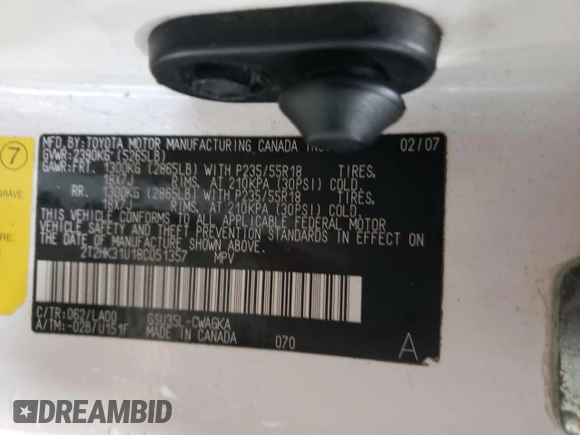 MFD.BY: TOYOTA MOTOR MANUFACTURING CANADA INC. 02/07
GVWR: 2390KG (5265LB)
GAWR: FRT. 1300KG (2865LB) WITH P235/55R18 TIRES,
18X7J RIMS, AT 210KPA (30PSI) COLD.
RR. 1300KG (2865LB) WITH P235/55R18 TIRES,
18X7J RIMS, AT 210KPA (30PSI) COLD.
THIS VEHICLE CONFORMS TO ALL APPLICABLE FEDERAL MOTOR
VEHICLE SAFETY AND THEFT PREVENTION STANDARDS IN EFFECT ON
THE DATE OF MANUFACTURE SHOWN ABOVE.
2T2HK31U18C051357 MPV
C/TR: 062/LA00 GSU35L-CWAGKA
A/TM: -02B/U151F MADE IN CANADA 070 A
7
GRAVE
RE.
DREAMBID